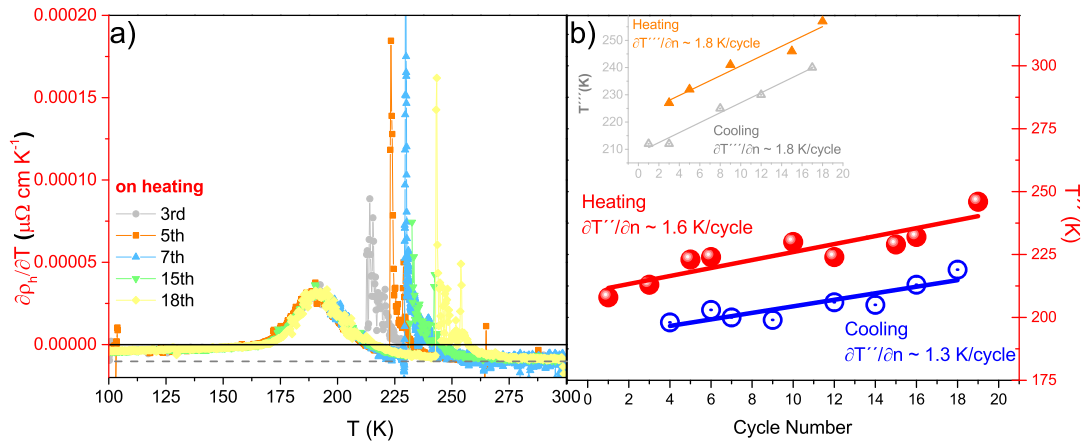 a)
0.00020
0.00015
0.00010
0.00005
0.00000
∂ρh/∂T (μΩ cm K⁻¹)
on heating
3rd
5th
7th
15th
18th
100 125 150 175 200 225 250 275 300
T (K)
b)
Heating
∂T´´´/∂n ~ 1.8 K/cycle
250
240
230
220
210
T´´´(K)
Cooling
∂T´´´/∂n ~ 1.8 K/cycle
0 2 4 6 8 10 12 14 16 18 20
Heating
∂T´´/∂n ~ 1.6 K/cycle
Cooling
∂T´´/∂n ~ 1.3 K/cycle
300
275
250
225
200
175
T´´ (K)
0 2 4 6 8 10 12 14 16 18 20
Cycle Number